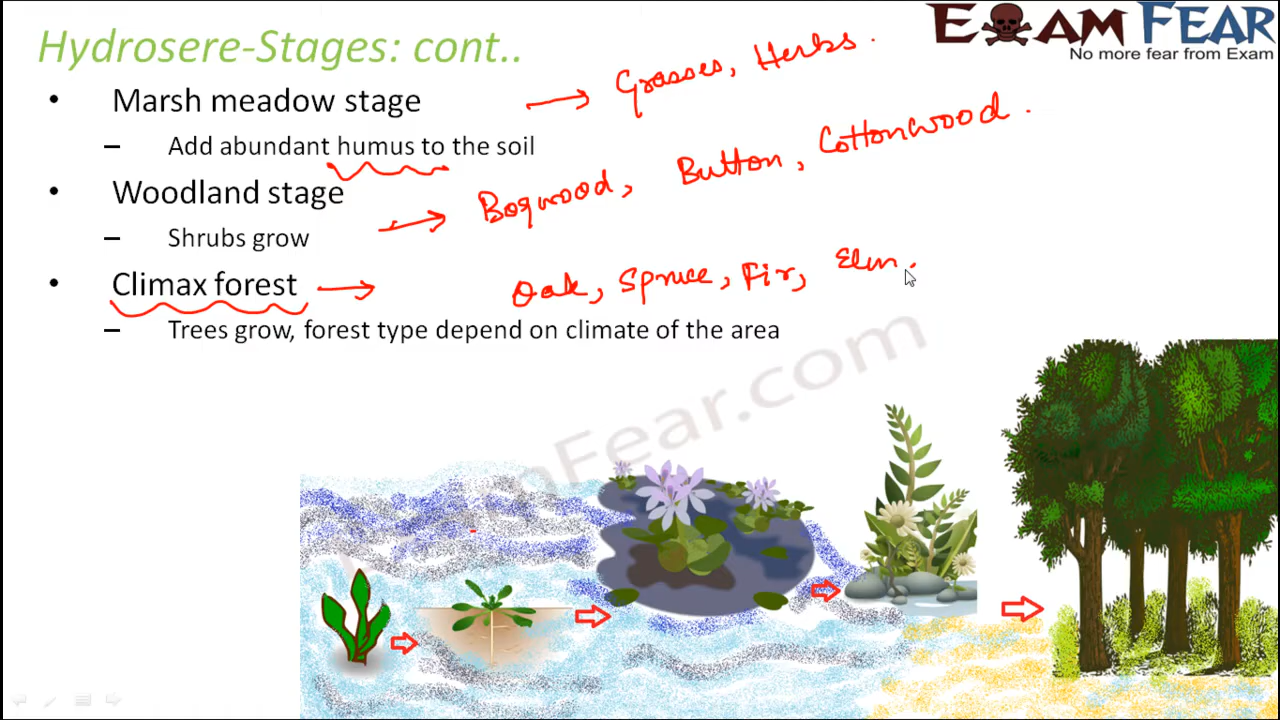 Hydrosere-Stages: cont..
EXAM FEAR
No more fear from Exam
• Marsh meadow stage → Grasses, Herbs.
– Add abundant humus to the soil
• Woodland stage → Bogwood, Button, Cottonwood.
– Shrubs grow
• Climax forest → Oak, Spruce, Fir, Elm.
– Trees grow, forest type depend on climate of the area
mFear.com